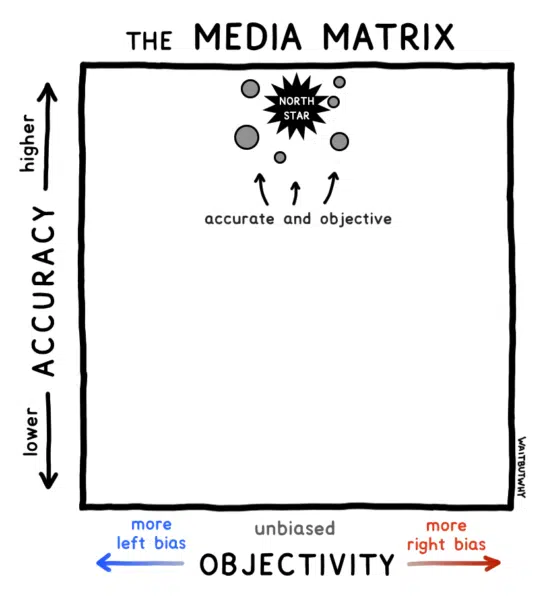 THE MEDIA MATRIX
NORTH
STAR
accurate and objective
higher
ACCURACY
lower
WAITBUTWHY
more
left bias
unbiased
more
right bias
OBJECTIVITY